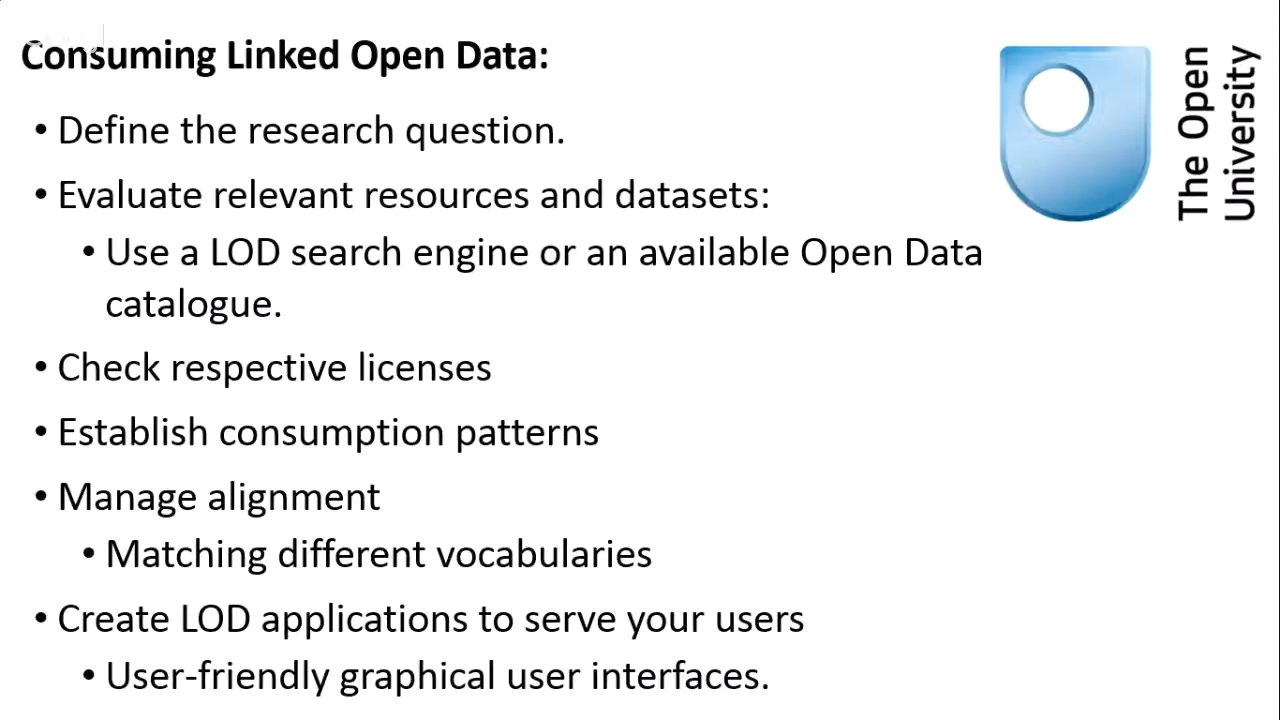 Consuming Linked Open Data:
• Define the research question.
• Evaluate relevant resources and datasets:
• Use a LOD search engine or an available Open Data
catalogue.
• Check respective licenses
• Establish consumption patterns
• Manage alignment
• Matching different vocabularies
• Create LOD applications to serve your users
• User-friendly graphical user interfaces.
The Open
University